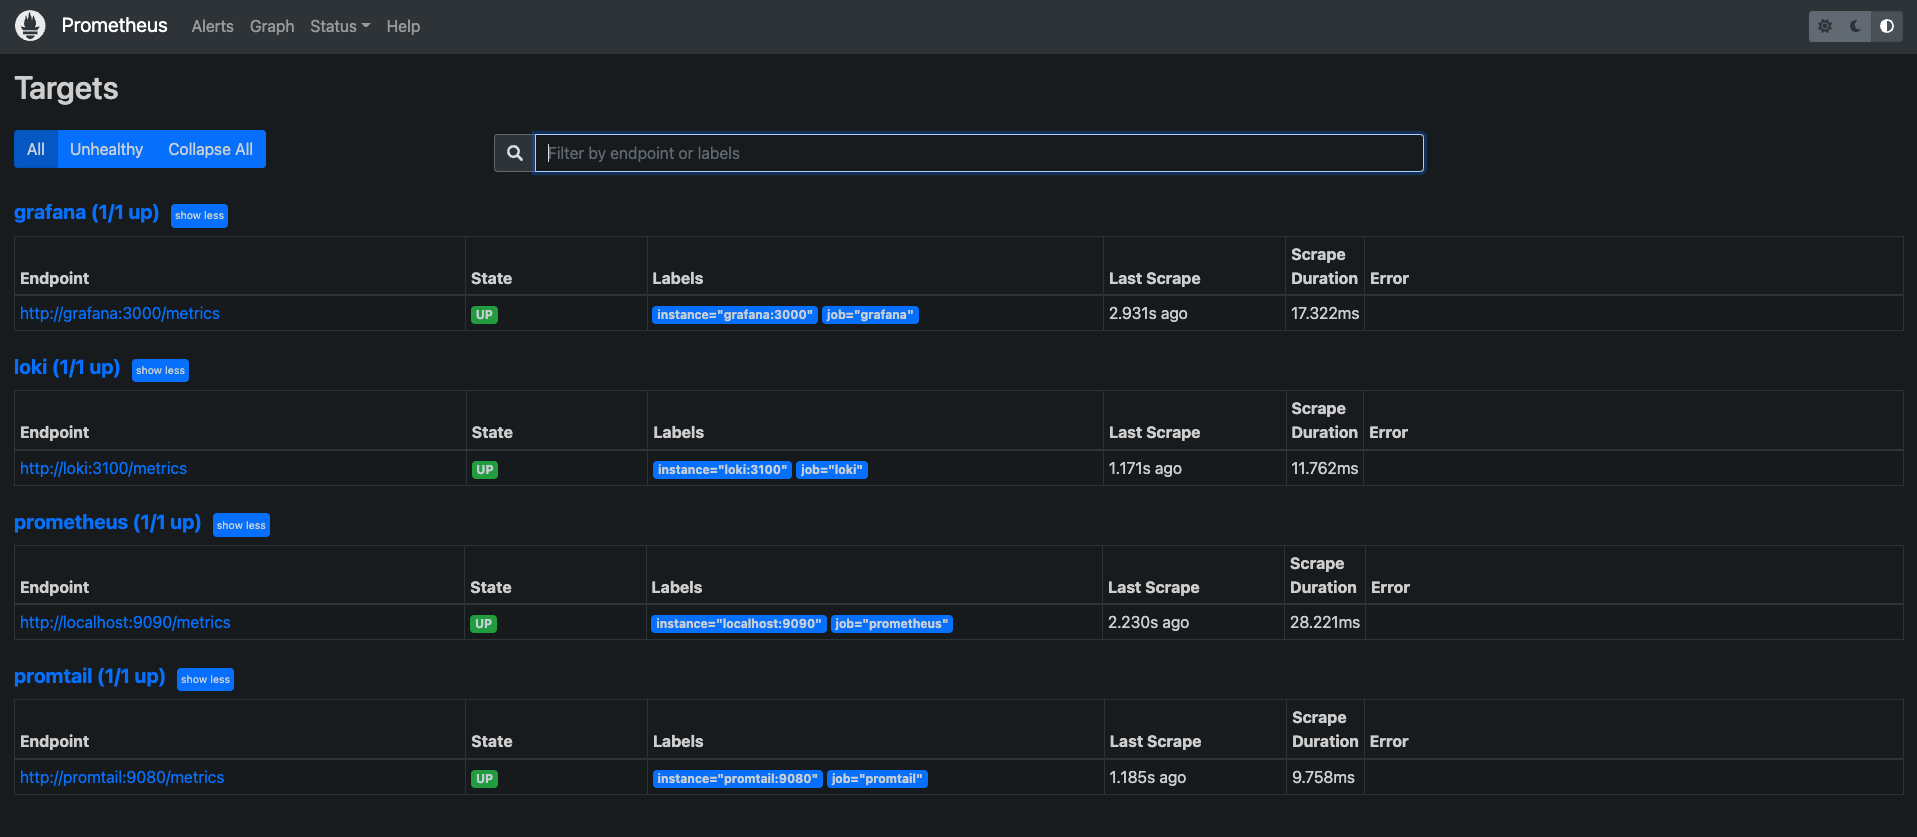 Prometheus Alerts Graph Status Help
Targets
All Unhealthy Collapse All
Filter by endpoint or labels
grafana (1/1 up) show less
Endpoint State Labels Last Scrape Scrape Duration Error
http://grafana:3000/metrics UP instance="grafana:3000" job="grafana" 2.931s ago 17.322ms
loki (1/1 up) show less
Endpoint State Labels Last Scrape Scrape Duration Error
http://loki:3100/metrics UP instance="loki:3100" job="loki" 1.171s ago 11.762ms
prometheus (1/1 up) show less
Endpoint State Labels Last Scrape Scrape Duration Error
http://localhost:9090/metrics UP instance="localhost:9090" job="prometheus" 2.230s ago 28.221ms
promtail (1/1 up) show less
Endpoint State Labels Last Scrape Scrape Duration Error
http://promtail:9080/metrics UP instance="promtail:9080" job="promtail" 1.185s ago 9.758ms